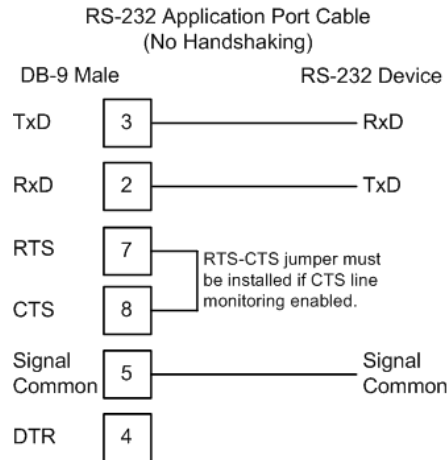 RS-232 Application Port Cable
(No Handshaking)
DB-9 Male
RS-232 Device
TxD
3
RxD
RxD
2
TxD
RTS
7
RTS-CTS jumper must
be installed if CTS line
monitoring enabled.
CTS
8
Signal
Common
5
Signal
Common
DTR
4